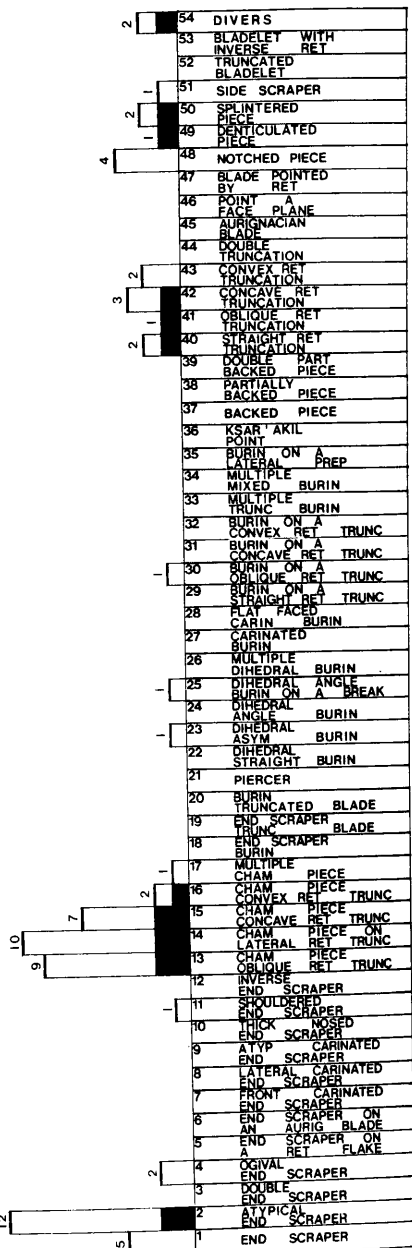 2 54 DIVERS
53 BLADELET WITH
INVERSE RET
52 TRUNCATED
BLADELET
1 51 SIDE SCRAPER
2 50 SPLINTERED
PIECE
1 49 DENTICULATED
PIECE
4 48 NOTCHED PIECE
47 BLADE POINTED
BY RET
46 POINT A
FACE PLANE
45 AURIGNACIAN
BLADE
44 DOUBLE
TRUNCATION
2 43 CONVEX RET
TRUNCATION
3 42 CONCAVE RET
TRUNCATION
1 41 OBLIQUE RET
TRUNCATION
2 40 STRAIGHT RET
TRUNCATION
39 DOUBLE PART
BACKED PIECE
38 PARTIALLY
BACKED PIECE
37 BACKED PIECE
36 KSAR'AKIL
POINT
35 BURIN ON A
LATERAL PREP
34 MULTIPLE
MIXED BURIN
33 MULTIPLE
TRUNC BURIN
32 BURIN ON A
CONVEX RET TRUNC
31 BURIN ON A
CONCAVE RET TRUNC
1 30 BURIN ON A
OBLIQUE RET TRUNC
29 BURIN ON A
STRAIGHT RET TRUNC
28 FLAT FACED
CARIN BURIN
27 CARINATED
BURIN
26 MULTIPLE
DIHEDRAL BURIN
1 25 DIHEDRAL ANGLE
BURIN ON A BREAK
24 DIHEDRAL
ANGLE BURIN
1 23 DIHEDRAL
ASYM BURIN
22 DIHEDRAL
STRAIGHT BURIN
21 PIERCER
20 BURIN
TRUNCATED BLADE
19 END SCRAPER
TRUNC BLADE
18 END SCRAPER
BURIN
1 17 MULTIPLE
CHAM PIECE
2 16 CHAM PIECE
CONVEX RET TRUNC
7 15 CHAM PIECE
CONCAVE RET TRUNC
10 14 CHAM PIECE ON
LATERAL RET TRUNC
9 13 CHAM PIECE
OBLIQUE RET TRUNC
12 INVERSE
END SCRAPER
1 11 SHOULDERED
END SCRAPER
10 THICK NOSED
END SCRAPER
9 ATYP CARINATED
END SCRAPER
8 LATERAL CARINATED
END SCRAPER
7 FRONT CARINATED
END SCRAPER
6 END SCRAPER ON
AN AURIG BLADE
5 END SCRAPER ON
A RET FLAKE
2 4 OGIVAL
END SCRAPER
3 DOUBLE
END SCRAPER
12 2 ATYPICAL
END SCRAPER
5 1 END SCRAPER